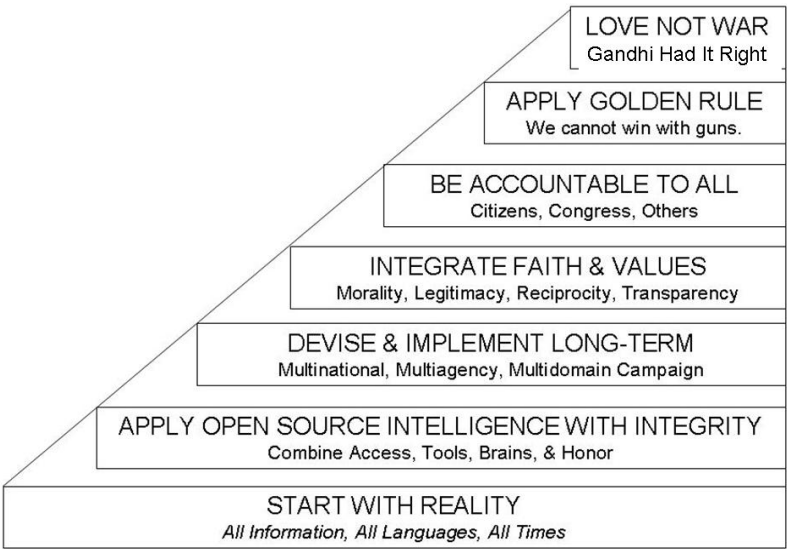 LOVE NOT WAR
Gandhi Had It Right
APPLY GOLDEN RULE
We cannot win with guns.
BE ACCOUNTABLE TO ALL
Citizens, Congress, Others
INTEGRATE FAITH & VALUES
Morality, Legitimacy, Reciprocity, Transparency
DEVISE & IMPLEMENT LONG-TERM
Multinational, Multiagency, Multidomain Campaign
APPLY OPEN SOURCE INTELLIGENCE WITH INTEGRITY
Combine Access, Tools, Brains, & Honor
START WITH REALITY
All Information, All Languages, All Times